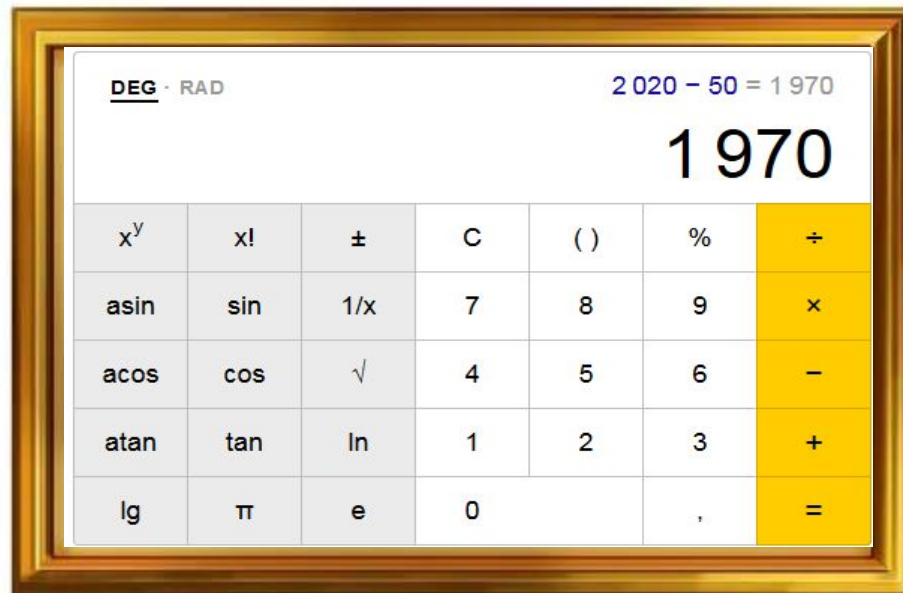 DEG · RAD 2 020 − 50 = 1 970
1 970
xʸ x! ± C ( ) % ÷
asin sin 1/x 7 8 9 ×
acos cos √ 4 5 6 −
atan tan ln 1 2 3 +
lg π e 0 , =